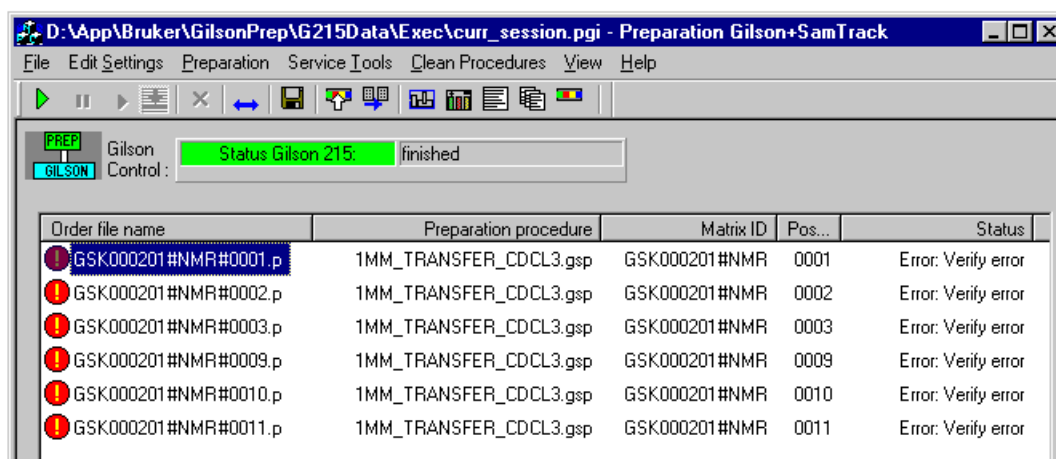 D:\App\Bruker\GilsonPrep\G215Data\Exec\curr_session.pgi - Preparation Gilson+SamTrack
File Edit Settings Preparation Service Tools Clean Procedures View Help
PREP
GILSON
Gilson
Control :
Status Gilson 215: finished
Order file name Preparation procedure Matrix ID Pos... Status
GSK000201#NMR#0001.p 1MM_TRANSFER_CDCL3.gsp GSK000201#NMR 0001 Error: Verify error
GSK000201#NMR#0002.p 1MM_TRANSFER_CDCL3.gsp GSK000201#NMR 0002 Error: Verify error
GSK000201#NMR#0003.p 1MM_TRANSFER_CDCL3.gsp GSK000201#NMR 0003 Error: Verify error
GSK000201#NMR#0009.p 1MM_TRANSFER_CDCL3.gsp GSK000201#NMR 0009 Error: Verify error
GSK000201#NMR#0010.p 1MM_TRANSFER_CDCL3.gsp GSK000201#NMR 0010 Error: Verify error
GSK000201#NMR#0011.p 1MM_TRANSFER_CDCL3.gsp GSK000201#NMR 0011 Error: Verify error